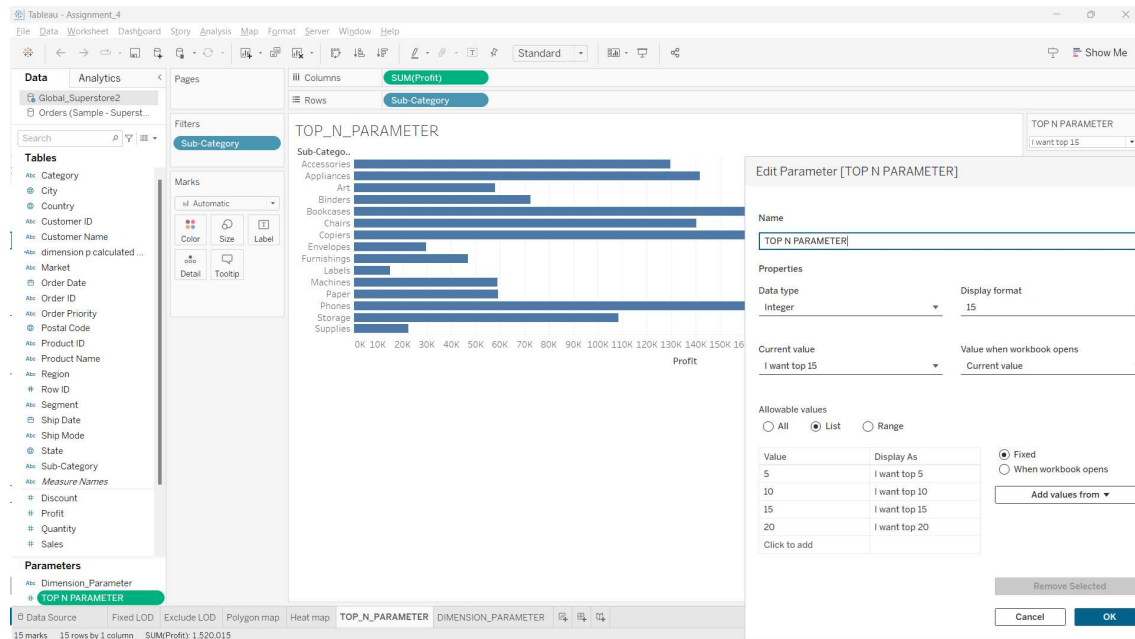 Tableau - Assignment_4
File Data Worksheet Dashboard Story Analysis Map Format Server Window Help
Standard
Show Me
Data Analytics
Global_Superstore2
Orders (Sample - Superst...
Search
Tables
Abc Category
City
Country
Abc Customer ID
Abc Customer Name
=Abc dimension p calculated ...
Abc Market
Order Date
Abc Order ID
Abc Order Priority
Postal Code
Abc Product ID
Abc Product Name
Abc Region
# Row ID
Abc Segment
Ship Date
Abc Ship Mode
State
Abc Sub-Category
Abc Measure Names
# Discount
# Profit
# Quantity
# Sales
Parameters
Abc Dimension_Parameter
# TOP N PARAMETER
Pages
Filters
Sub-Category
Marks
Automatic
Color Size Label
Detail Tooltip
Columns SUM(Profit)
Rows Sub-Category
TOP_N_PARAMETER
Sub-Catego..
Accessories
Appliances
Art
Binders
Bookcases
Chairs
Copiers
Envelopes
Furnishings
Labels
Machines
Paper
Phones
Storage
Supplies
0K 10K 20K 30K 40K 50K 60K 70K 80K 90K 100K 110K 120K 130K 140K 150K 16
Profit
TOP N PARAMETER
I want top 15
Edit Parameter [TOP N PARAMETER]
Name
TOP N PARAMETER
Properties
Data type Display format
Integer 15
Current value Value when workbook opens
I want top 15 Current value
Allowable values
All List Range
Value Display As
5 I want top 5
10 I want top 10
15 I want top 15
20 I want top 20
Click to add
Fixed
When workbook opens
Add values from
Remove Selected
Cancel OK
Data Source Fixed LOD Exclude LOD Polygon map Heat map TOP_N_PARAMETER DIMENSION_PARAMETER
15 marks 15 rows by 1 column SUM(Profit): 1.520.015